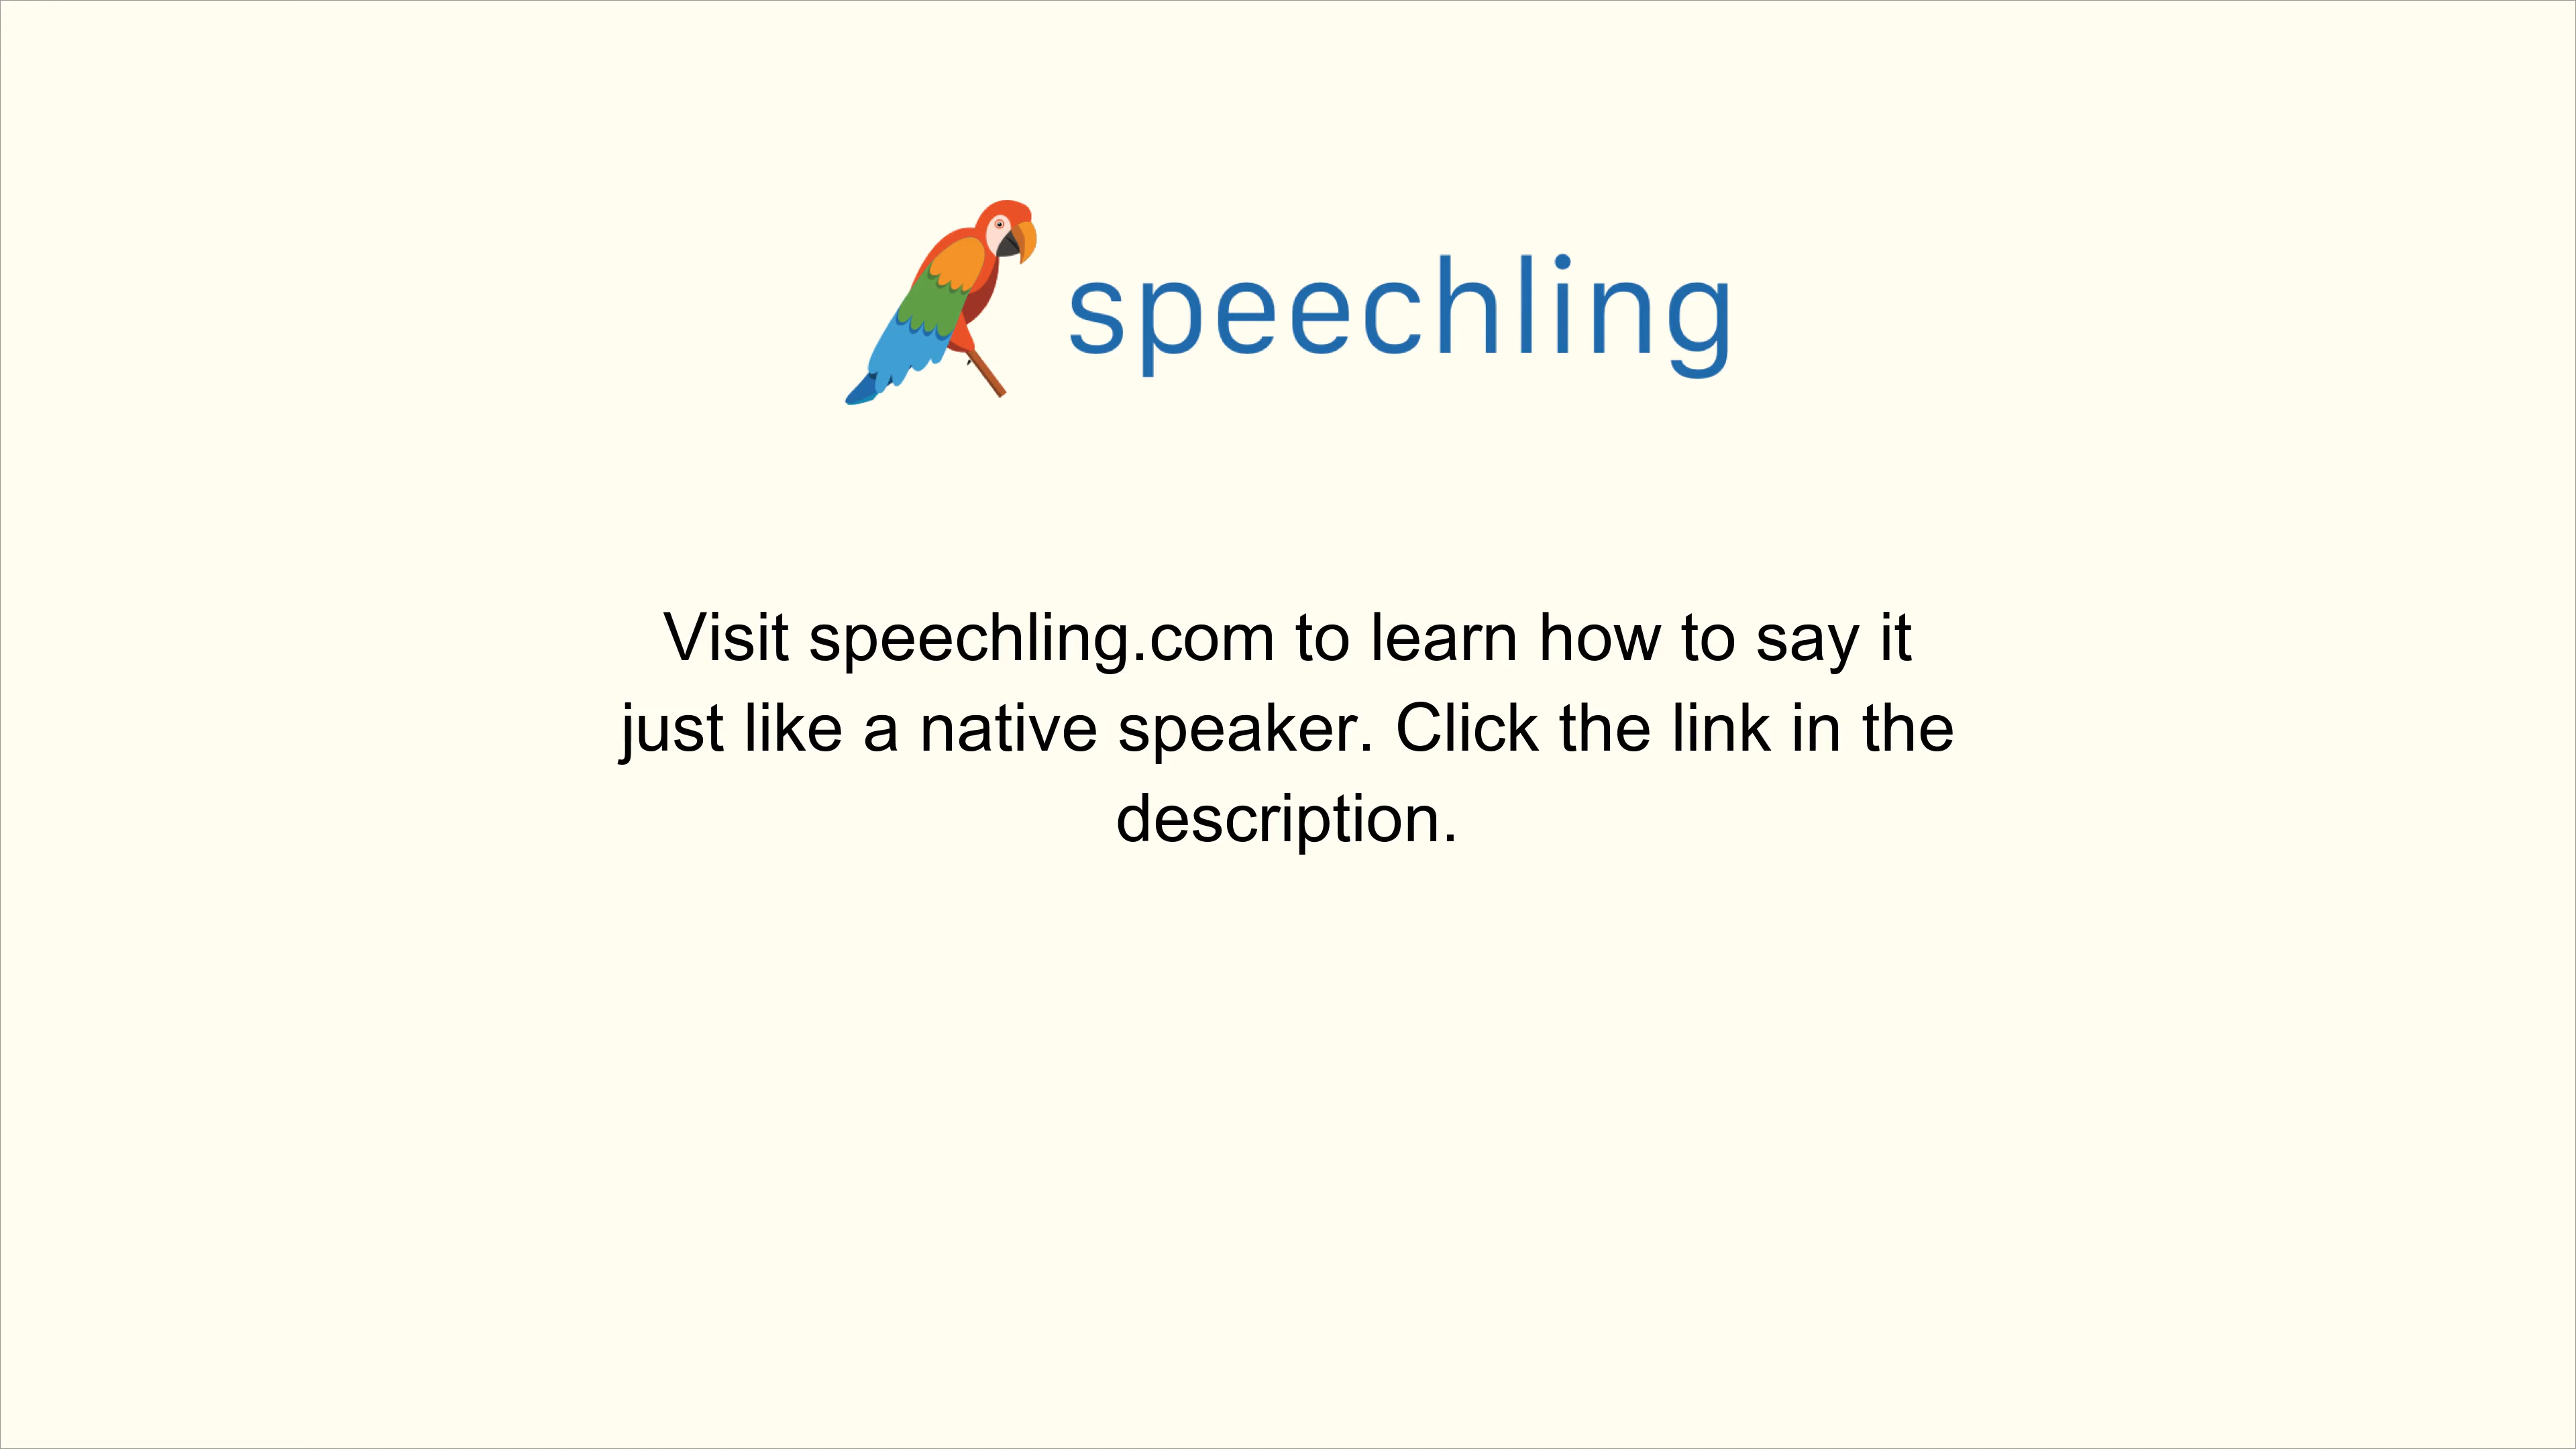 speechling
Visit speechling.com to learn how to say it
just like a native speaker. Click the link in the
description.